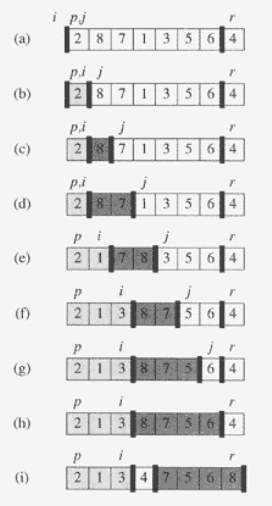 i p,j r
(a) 2 8 7 1 3 5 6 4
p,i j r
(b) 2 8 7 1 3 5 6 4
p,i j r
(c) 2 8 7 1 3 5 6 4
p,i j r
(d) 2 8 7 1 3 5 6 4
p i j r
(e) 2 1 7 8 3 5 6 4
p i j r
(f) 2 1 3 8 7 5 6 4
p i j r
(g) 2 1 3 8 7 5 6 4
p i r
(h) 2 1 3 8 7 5 6 4
p i r
(i) 2 1 3 4 7 5 6 8